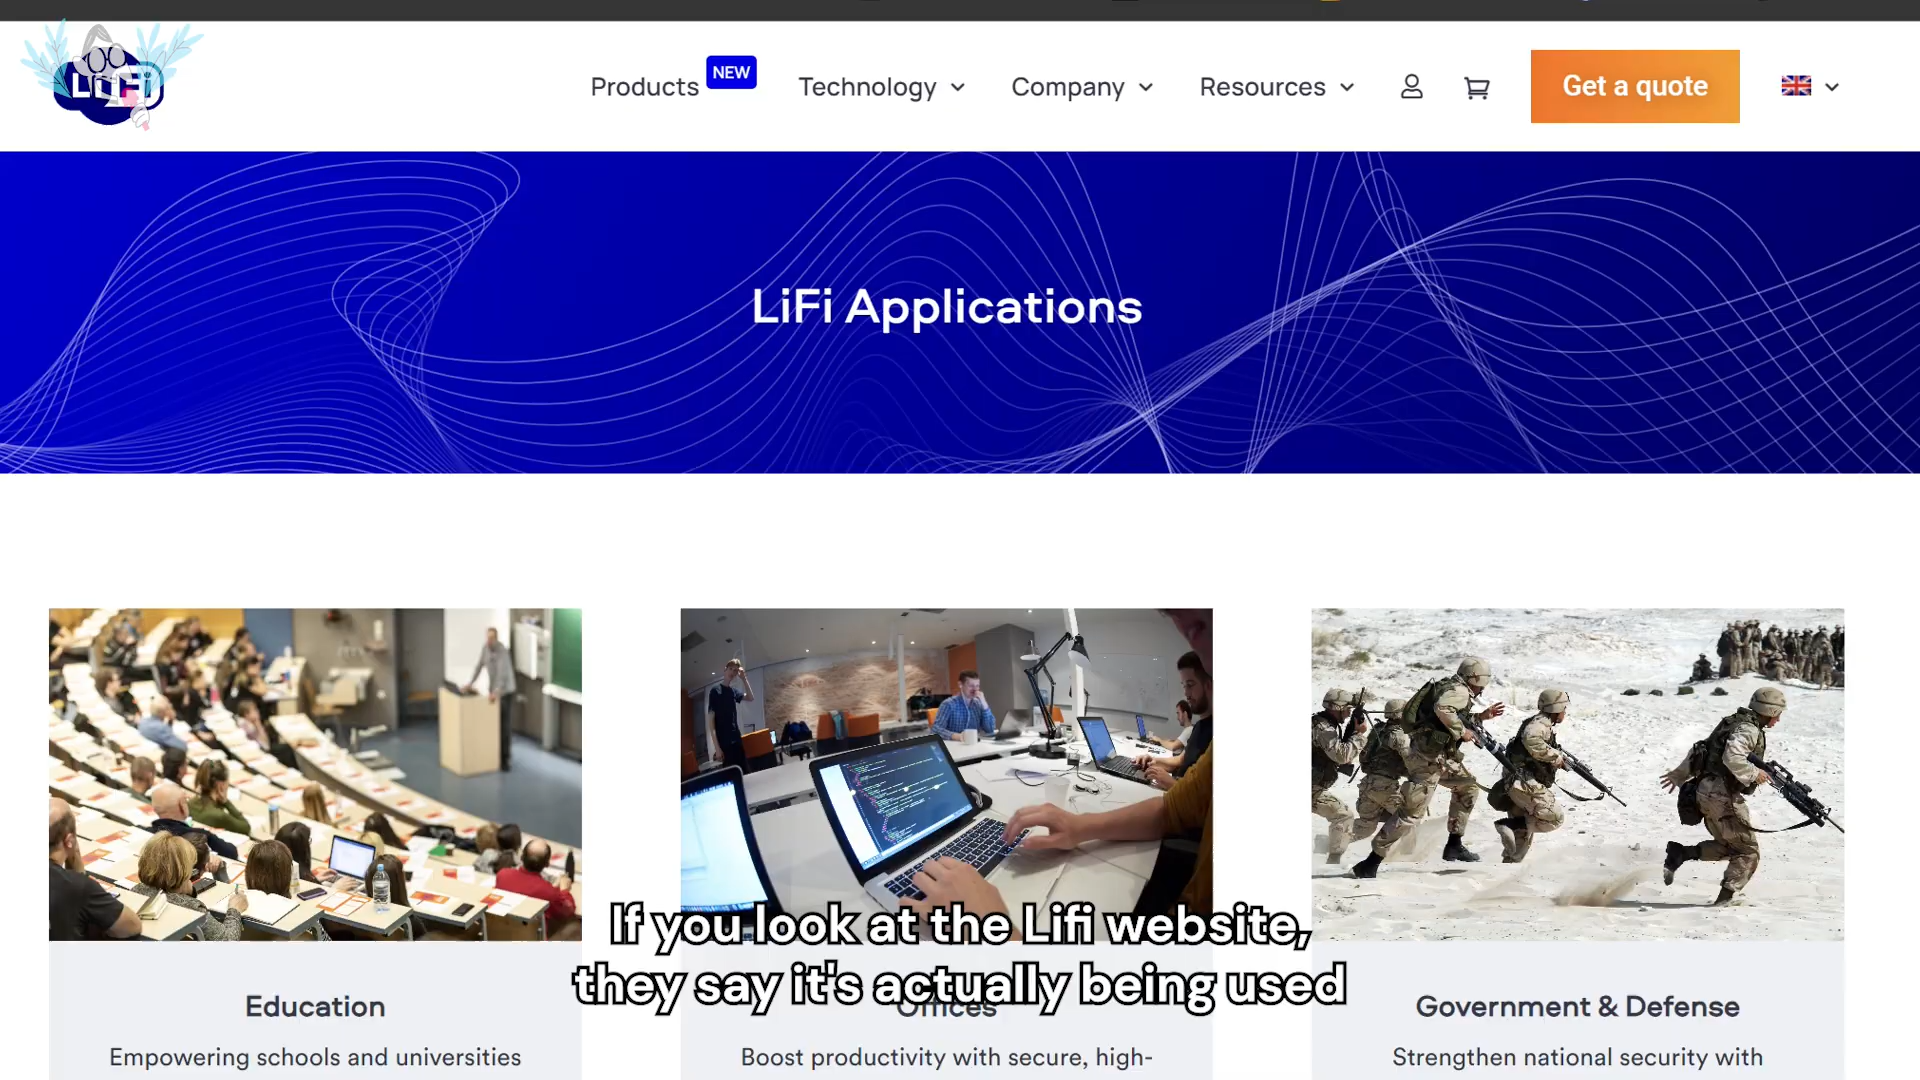 LiFi
Products NEW Technology Company Resources Get a quote
LiFi Applications
If you look at the Lifi website,
they say it's actually being used
Education
Offices
Government & Defense
Empowering schools and universities
Boost productivity with secure, high-
Strengthen national security with